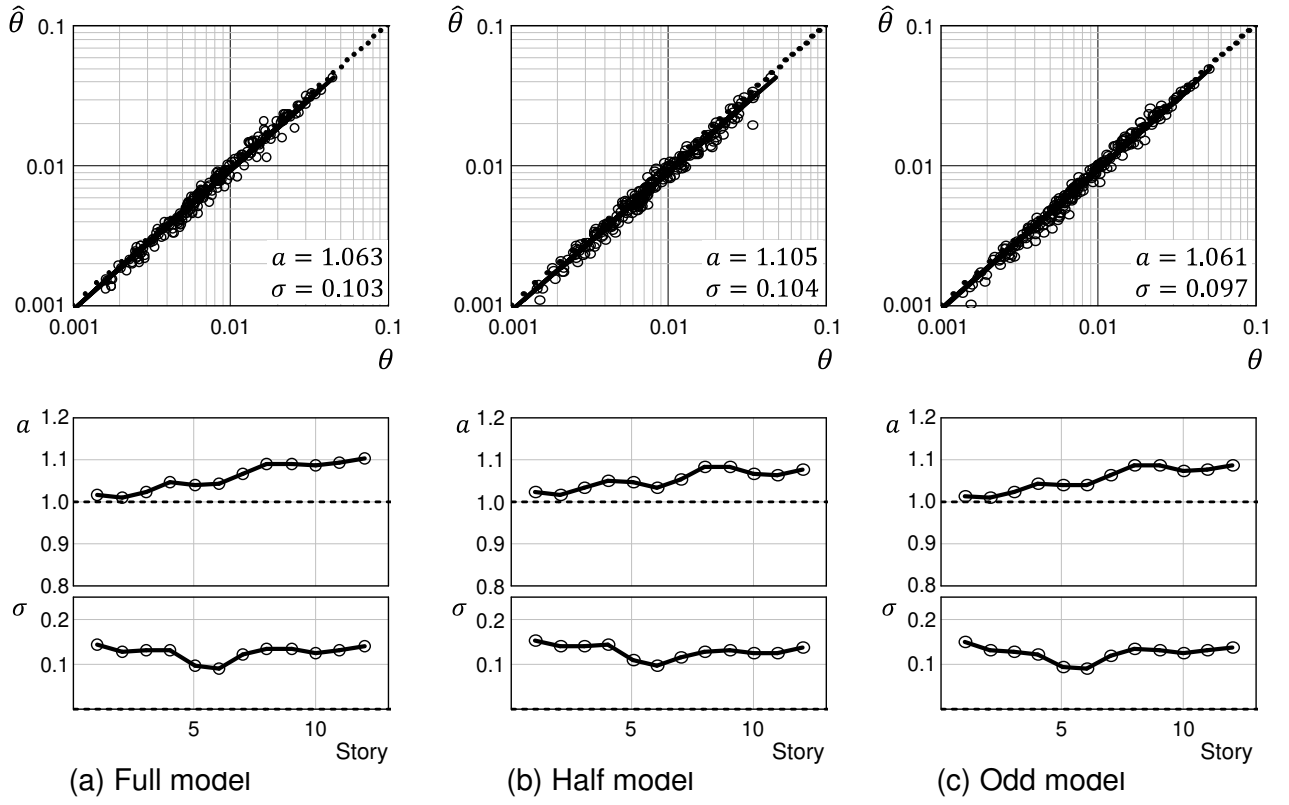 θ̂
0.1
0.01
0.001
a = 1.063
σ = 0.103
0.001
0.01
0.1
θ
θ̂
0.1
0.01
0.001
a = 1.105
σ = 0.104
0.001
0.01
0.1
θ
θ̂
0.1
0.01
0.001
a = 1.061
σ = 0.097
0.001
0.01
0.1
θ
a
1.2
1.1
1.0
0.9
0.8
σ
0.2
0.1
5
10
Story
(a) Full model
a
1.2
1.1
1.0
0.9
0.8
σ
0.2
0.1
5
10
Story
(b) Half model
a
1.2
1.1
1.0
0.9
0.8
σ
0.2
0.1
5
10
Story
(c) Odd model